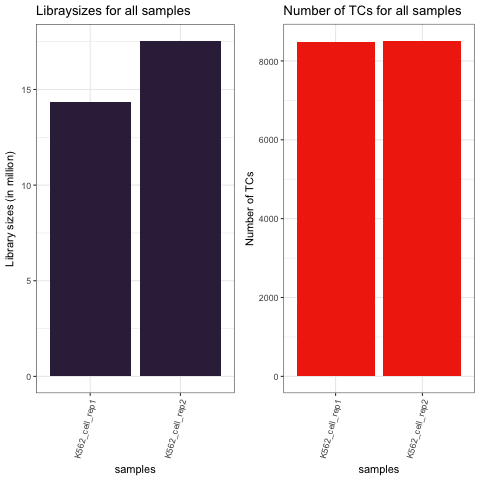 Libraysizes for all samples
Library sizes (in million)
15
10
5
0
K562_cell_rep1
K562_cell_rep2
samples
Number of TCs for all samples
Number of TCs
8000
6000
4000
2000
0
K562_cell_rep1
K562_cell_rep2
samples